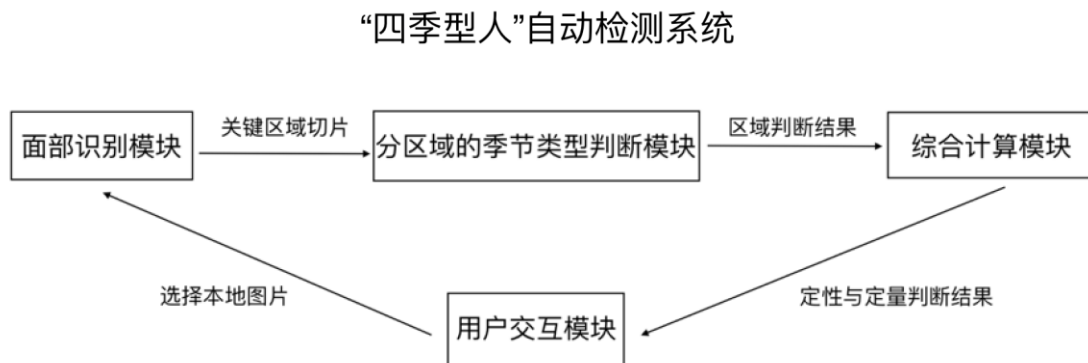 “四季型人”自动检测系统
关键区域切片
区域判断结果
面部识别模块
分区域的季节类型判断模块
综合计算模块
选择本地图片
定性与定量判断结果
用户交互模块